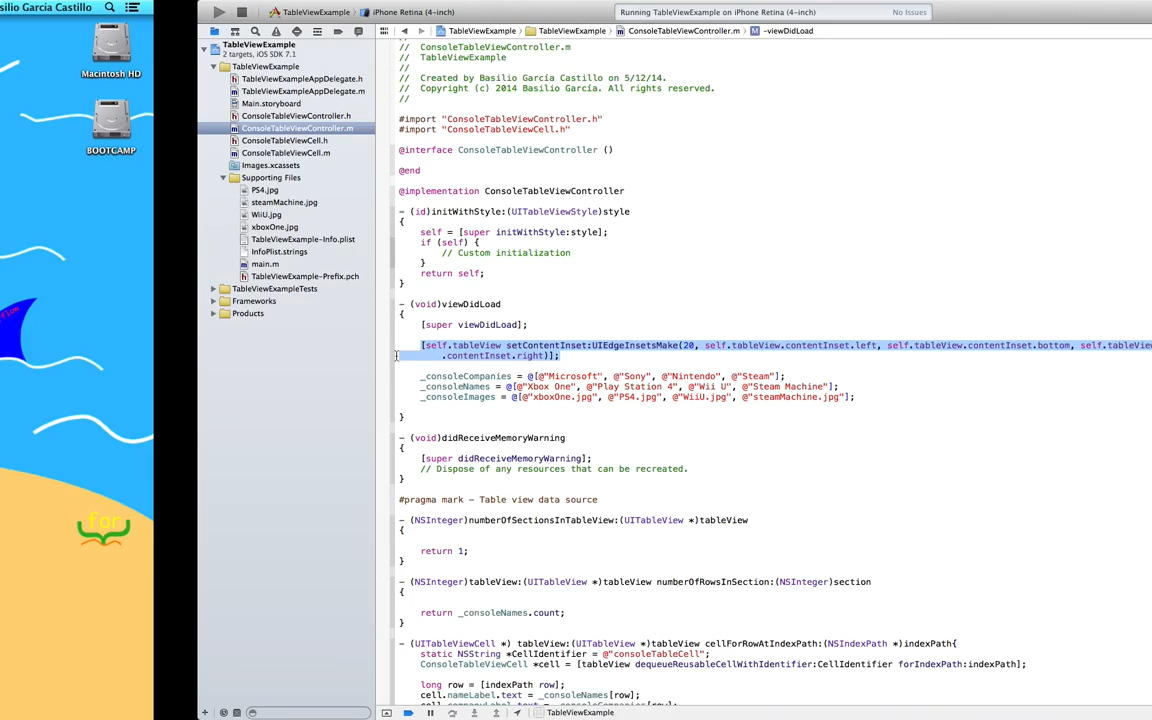 asilio García Castillo
Macintosh HD
BOOTCAMP
flow
for
TableViewExample
iPhone Retina (4-inch)
Running TableViewExample on iPhone Retina (4-inch)
No Issues
TableViewExample
TableViewExample
ConsoleTableViewController.m
-viewDidLoad
TableViewExample
2 targets, iOS SDK 7.1
TableViewExample
TableViewExampleAppDelegate.h
TableViewExampleAppDelegate.m
Main.storyboard
ConsoleTableViewController.h
ConsoleTableViewController.m
ConsoleTableViewCell.h
ConsoleTableViewCell.m
Images.xcassets
Supporting Files
PS4.jpg
steamMachine.jpg
WiiU.jpg
xboxOne.jpg
TableViewExample-Info.plist
InfoPlist.strings
main.m
TableViewExample-Prefix.pch
TableViewExampleTests
Frameworks
Products
//  ConsoleTableViewController.m
//  TableViewExample
//
//  Created by Basilio García Castillo on 5/12/14.
//  Copyright (c) 2014 Basilio García. All rights reserved.
//
#import "ConsoleTableViewController.h"
#import "ConsoleTableViewCell.h"
@interface ConsoleTableViewController ()
@end
@implementation ConsoleTableViewController
- (id)initWithStyle:(UITableViewStyle)style
{
self = [super initWithStyle:style];
if (self) {
// Custom initialization
}
return self;
}
- (void)viewDidLoad
{
[super viewDidLoad];
[self.tableView setContentInset:UIEdgeInsetsMake(20, self.tableView.contentInset.left, self.tableView.contentInset.bottom, self.tableView
.contentInset.right)];
_consoleCompanies = @[@"Microsoft", @"Sony", @"Nintendo", @"Steam"];
_consoleNames = @[@"Xbox One", @"Play Station 4", @"Wii U", @"Steam Machine"];
_consoleImages = @[@"xboxOne.jpg", @"PS4.jpg", @"WiiU.jpg", @"steamMachine.jpg"];
}
- (void)didReceiveMemoryWarning
{
[super didReceiveMemoryWarning];
// Dispose of any resources that can be recreated.
}
#pragma mark - Table view data source
- (NSInteger)numberOfSectionsInTableView:(UITableView *)tableView
{
return 1;
}
- (NSInteger)tableView:(UITableView *)tableView numberOfRowsInSection:(NSInteger)section
{
return _consoleNames.count;
}
- (UITableViewCell *) tableView:(UITableView *)tableView cellForRowAtIndexPath:(NSIndexPath *)indexPath{
static NSString *CellIdentifier = @"consoleTableCell";
ConsoleTableViewCell *cell = [tableView dequeueReusableCellWithIdentifier:CellIdentifier forIndexPath:indexPath];
long row = [indexPath row];
cell.nameLabel.text = _consoleNames[row];
cell.companyLabel.text = _consoleCompanies[row];
TableViewExample